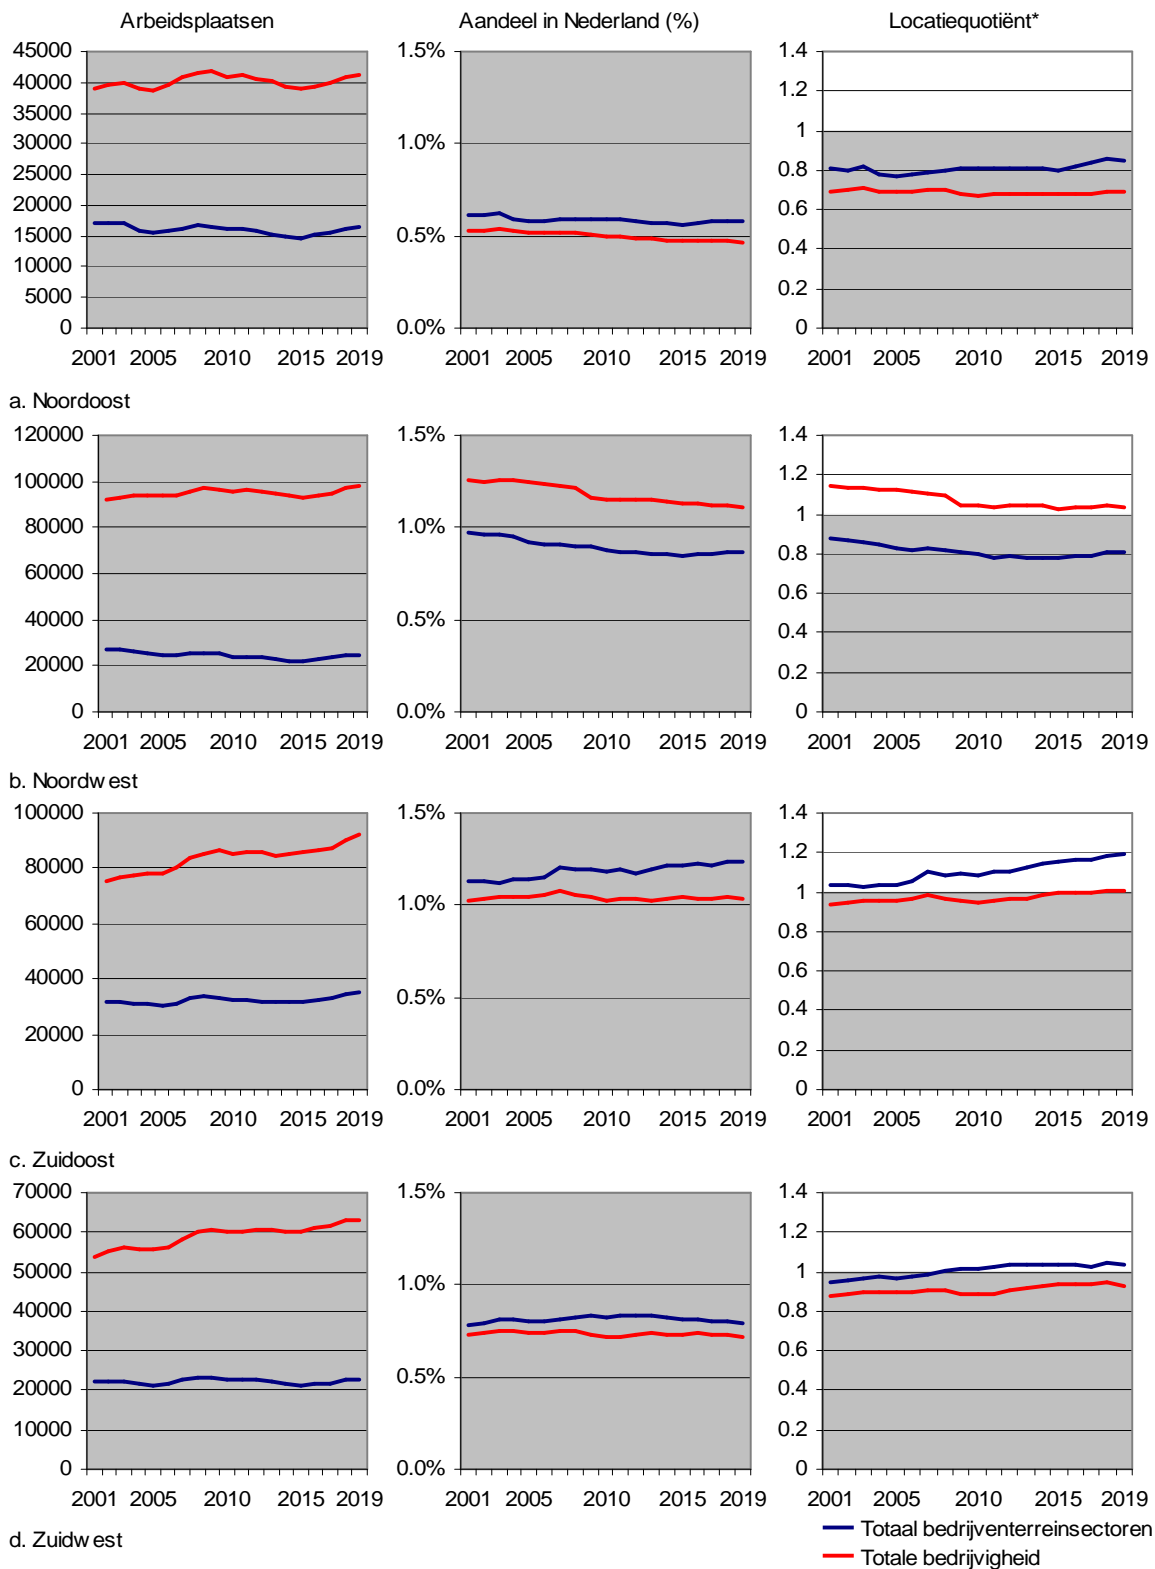 Arbeidsplaatsen Aandeel in Nederland (%) Locatiequotiënt*
45000 1.5% 1.4
40000 1.2
35000 1.0% 1
30000 0.8
25000 0.6
20000 0.5% 0.4
15000 0.2
10000 0.0% 0
5000
0
2001 2005 2010 2015 2019 2001 2005 2010 2015 2019 2001 2005 2010 2015 2019
a. Noordoost
120000 1.5% 1.4
100000 1.2
80000 1.0% 1
60000 0.8
40000 0.5% 0.6
20000 0.4
0 0.0% 0.2
0
2001 2005 2010 2015 2019 2001 2005 2010 2015 2019 2001 2005 2010 2015 2019
b. Noordwest
100000 1.5% 1.4
80000 1.2
60000 1.0% 1
40000 0.8
20000 0.5% 0.6
0 0.4
0.0% 0.2
0
2001 2005 2010 2015 2019 2001 2005 2010 2015 2019 2001 2005 2010 2015 2019
c. Zuidoost
70000 1.5% 1.4
60000 1.2
50000 1.0% 1
40000 0.8
30000 0.5% 0.6
20000 0.4
10000 0.0% 0.2
0 0
2001 2005 2010 2015 2019 2001 2005 2010 2015 2019 2001 2005 2010 2015 2019
d. Zuidwest
Totaal bedrijventerreinsectoren
Totale bedrijvigheid